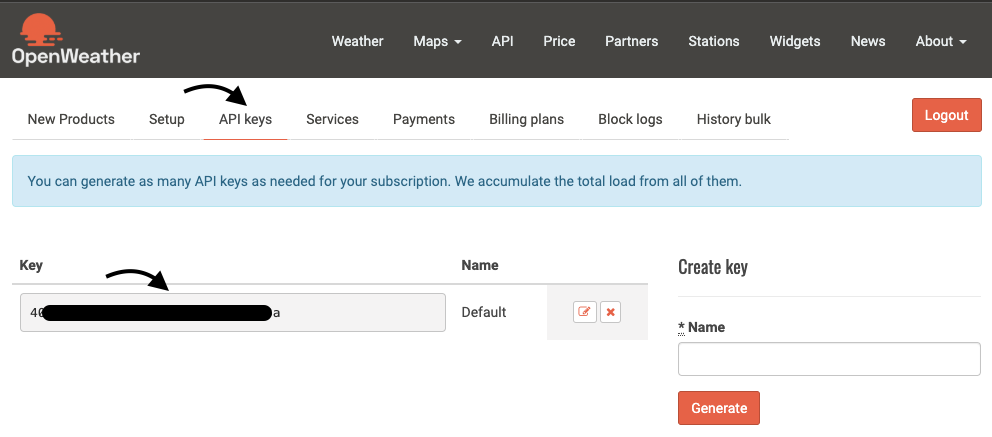 OpenWeather
Weather Maps API Price Partners Stations Widgets News About
New Products Setup API keys Services Payments Billing plans Block logs History bulk
Logout
You can generate as many API keys as needed for your subscription. We accumulate the total load from all of them.
Key Name
40 a Default
Create key
* Name
Generate